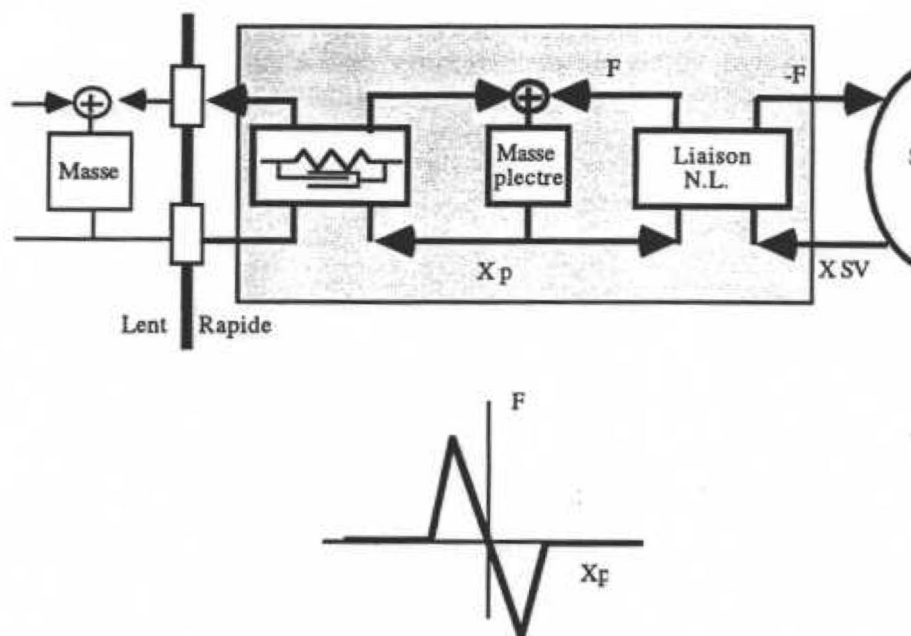 F
-F
Masse
Masse
plectre
Liaison
N.L.
S
X p
X SV
Lent
Rapide
F
Xp